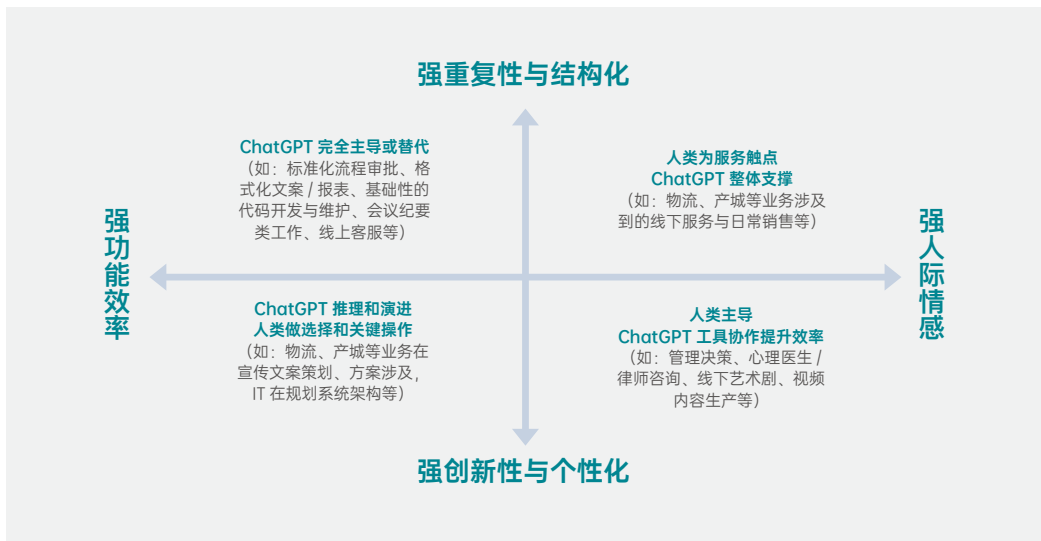 强重复性与结构化
ChatGPT 完全主导或替代
（如：标准化流程审批、格
式化文案 / 报表、基础性的
代码开发与维护、会议纪要
类工作、线上客服等）
人类为服务触点
ChatGPT 整体支撑
（如：物流、产城等业务涉及
到的线下服务与日常销售等）
强功能效率
强人际情感
ChatGPT 推理和演进
人类做选择和关键操作
（如：物流、产城等业务在
宣传文案策划、方案涉及，
IT 在规划系统架构等）
人类主导
ChatGPT 工具协作提升效率
（如：管理决策、心理医生 /
律师咨询、线下艺术剧、视频
内容生产等）
强创新性与个性化